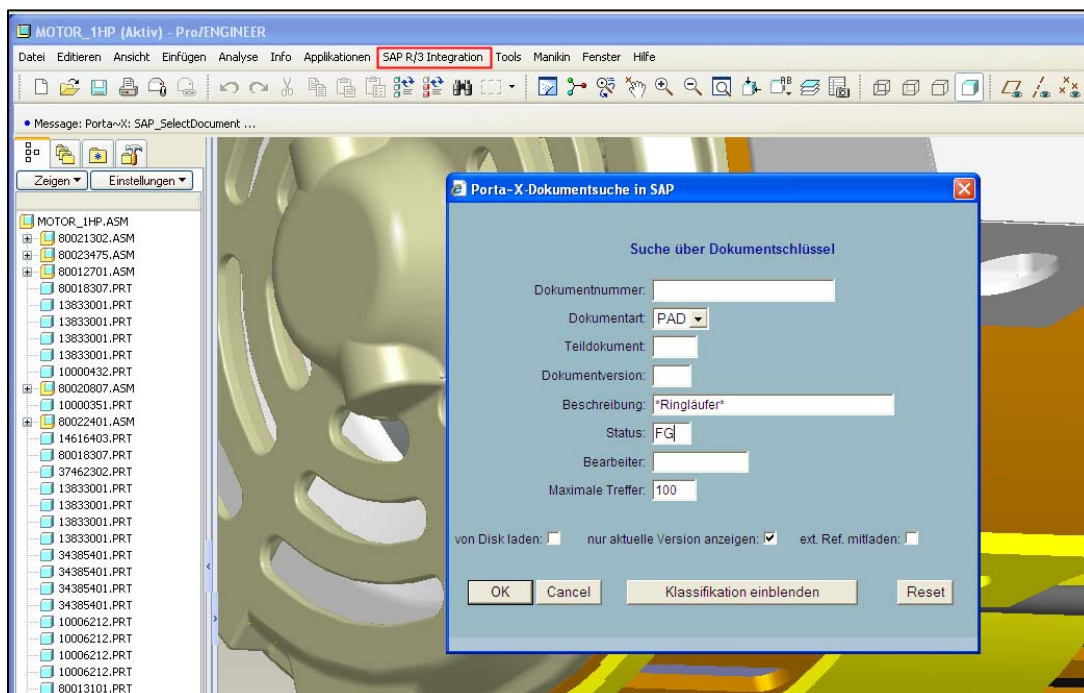 MOTOR_1HP (Aktiv) - Pro/ENGINEER
Datei Editieren Ansicht Einfügen Analyse Info Applikationen SAP R/3 Integration Tools Manikin Fenster Hilfe
• Message: Porta~X: SAP_SelectDocument ...
Zeigen Einstellungen
MOTOR_1HP.ASM
80021302.ASM
80023475.ASM
80012701.ASM
80018307.PRT
13833001.PRT
13833001.PRT
13833001.PRT
13833001.PRT
10000432.PRT
80020807.ASM
10000351.PRT
80022401.ASM
14616403.PRT
80018307.PRT
37462302.PRT
13833001.PRT
13833001.PRT
13833001.PRT
13833001.PRT
34385401.PRT
34385401.PRT
34385401.PRT
34385401.PRT
10006212.PRT
10006212.PRT
10006212.PRT
10006212.PRT
80013101.PRT
Porta-X-Dokumentsuche in SAP
Suche über Dokumentschlüssel
Dokumentnummer:
Dokumentart: PAD
Teildokument:
Dokumentversion:
Beschreibung: *Ringläufer*
Status: FG
Bearbeiter:
Maximale Treffer: 100
von Disk laden: nur aktuelle Version anzeigen: ext. Ref. mitladen:
OK Cancel Klassifikation einblenden Reset